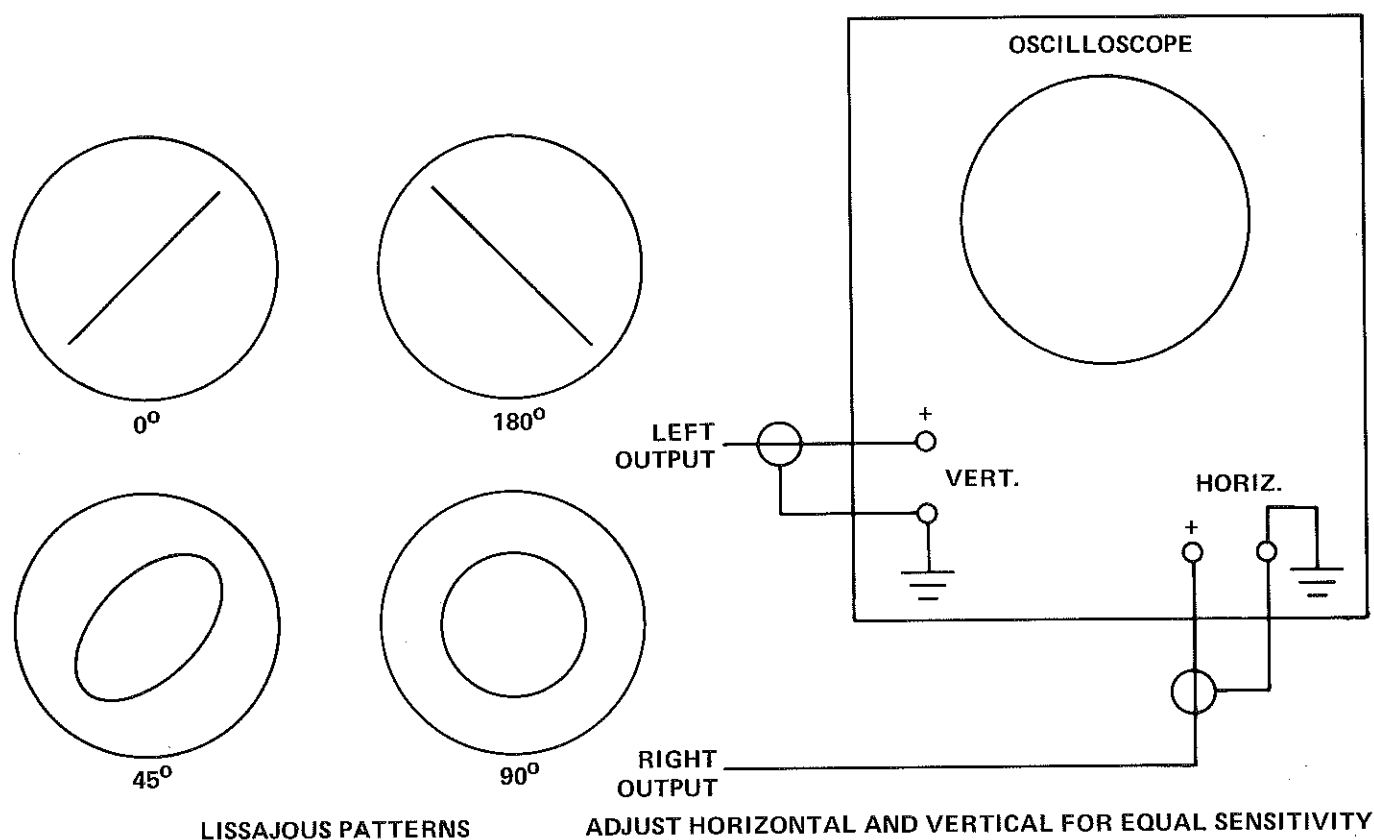 OSCILLOSCOPE
0°
180°
LEFT
OUTPUT
+
VERT.
HORIZ.
+
45°
90°
RIGHT
OUTPUT
LISSAJOUS PATTERNS
ADJUST HORIZONTAL AND VERTICAL FOR EQUAL SENSITIVITY